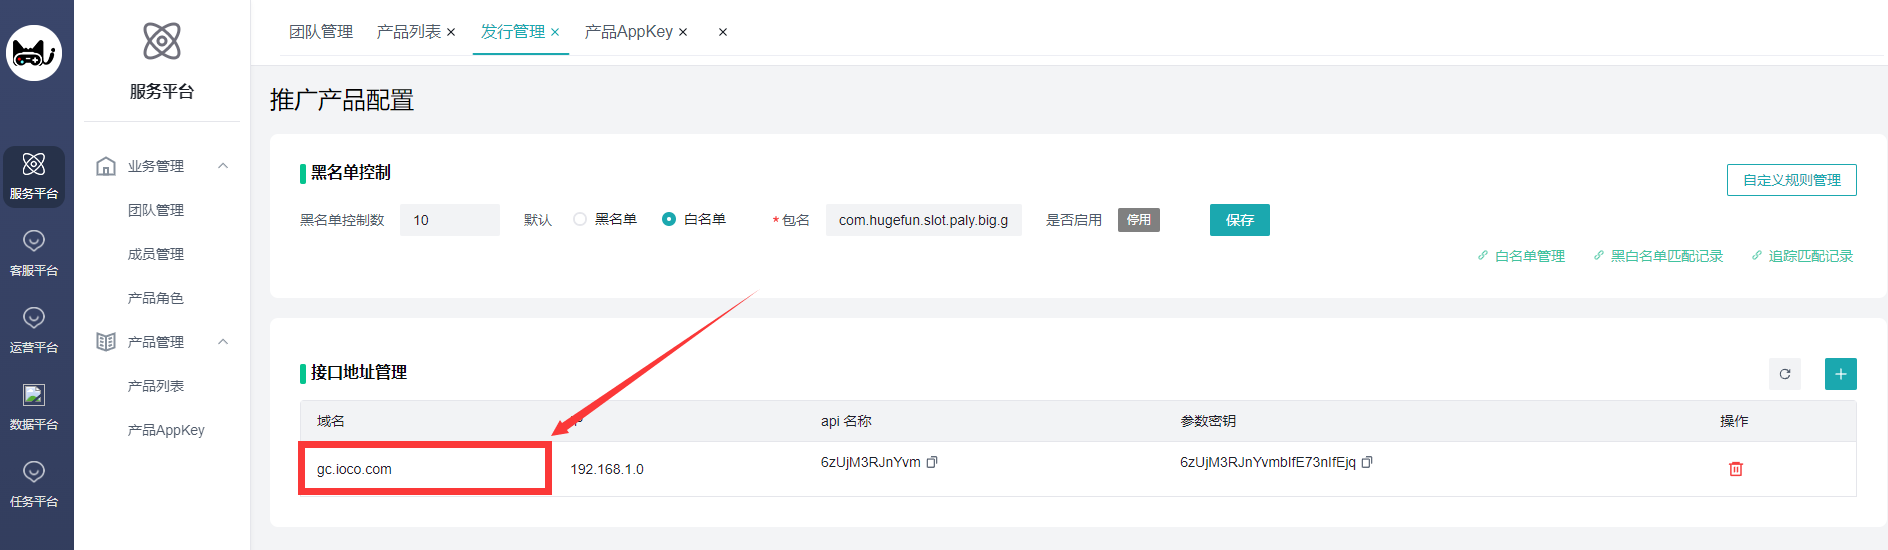 团队管理 产品列表 × 发行管理 × 产品AppKey × ×
服务平台
推广产品配置
服务平台
客服平台
运营平台
数据平台
任务平台
业务管理
团队管理
成员管理
产品角色
产品管理
产品列表
产品AppKey
黑名单控制
自定义规则管理
黑名单控制数 10 默认 黑名单 白名单 * 包名 com.hugefun.slot.paly.big.g 是否启用 停用 保存
白名单管理 黑白名单匹配记录 追踪匹配记录
接口地址管理
域名 api 名称 参数密钥 操作
gc.ioco.com 192.168.1.0 6zUjM3RJnYvm 6zUjM3RJnYvmbIfE73nIfEjq